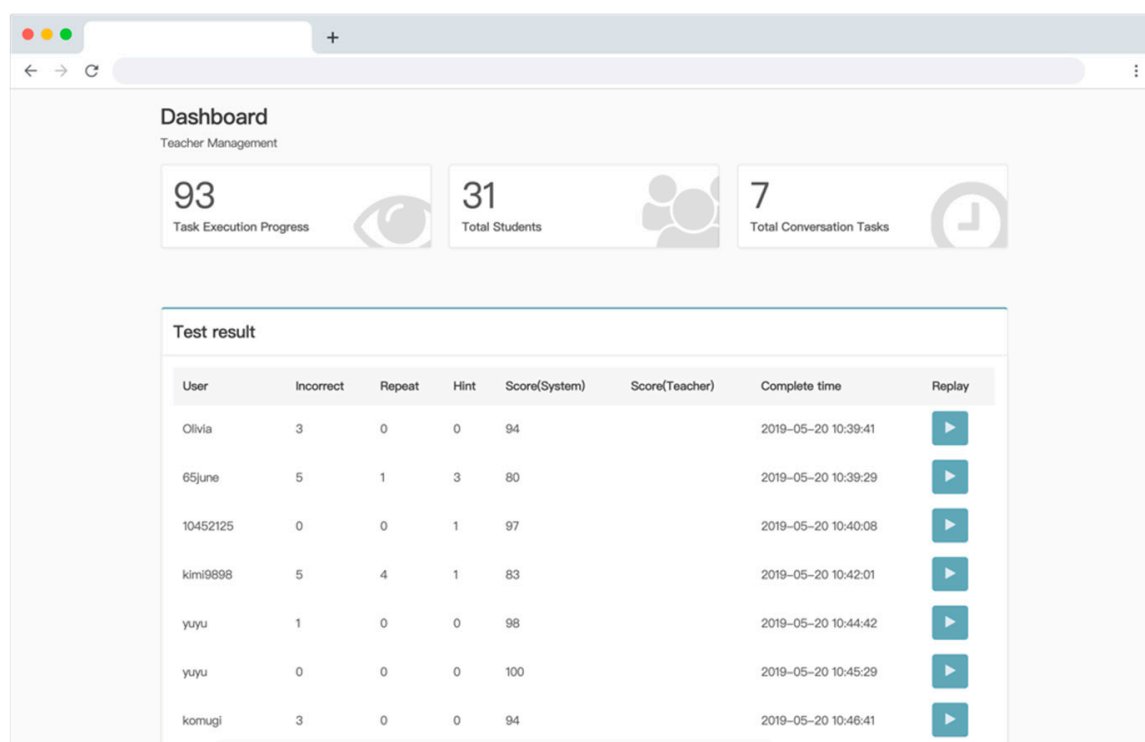 Dashboard
Teacher Management
93 31 7
Task Execution Progress Total Students Total Conversation Tasks
Test result
User Incorrect Repeat Hint Score(System) Score(Teacher) Complete time Replay
Olivia 3 0 0 94 2019-05-20 10:39:41
65june 5 1 3 80 2019-05-20 10:39:29
10452125 0 0 1 97 2019-05-20 10:40:08
kimi9898 5 4 1 83 2019-05-20 10:42:01
yuyu 1 0 0 98 2019-05-20 10:44:42
yuyu 0 0 0 100 2019-05-20 10:45:29
komugi 3 0 0 94 2019-05-20 10:46:41